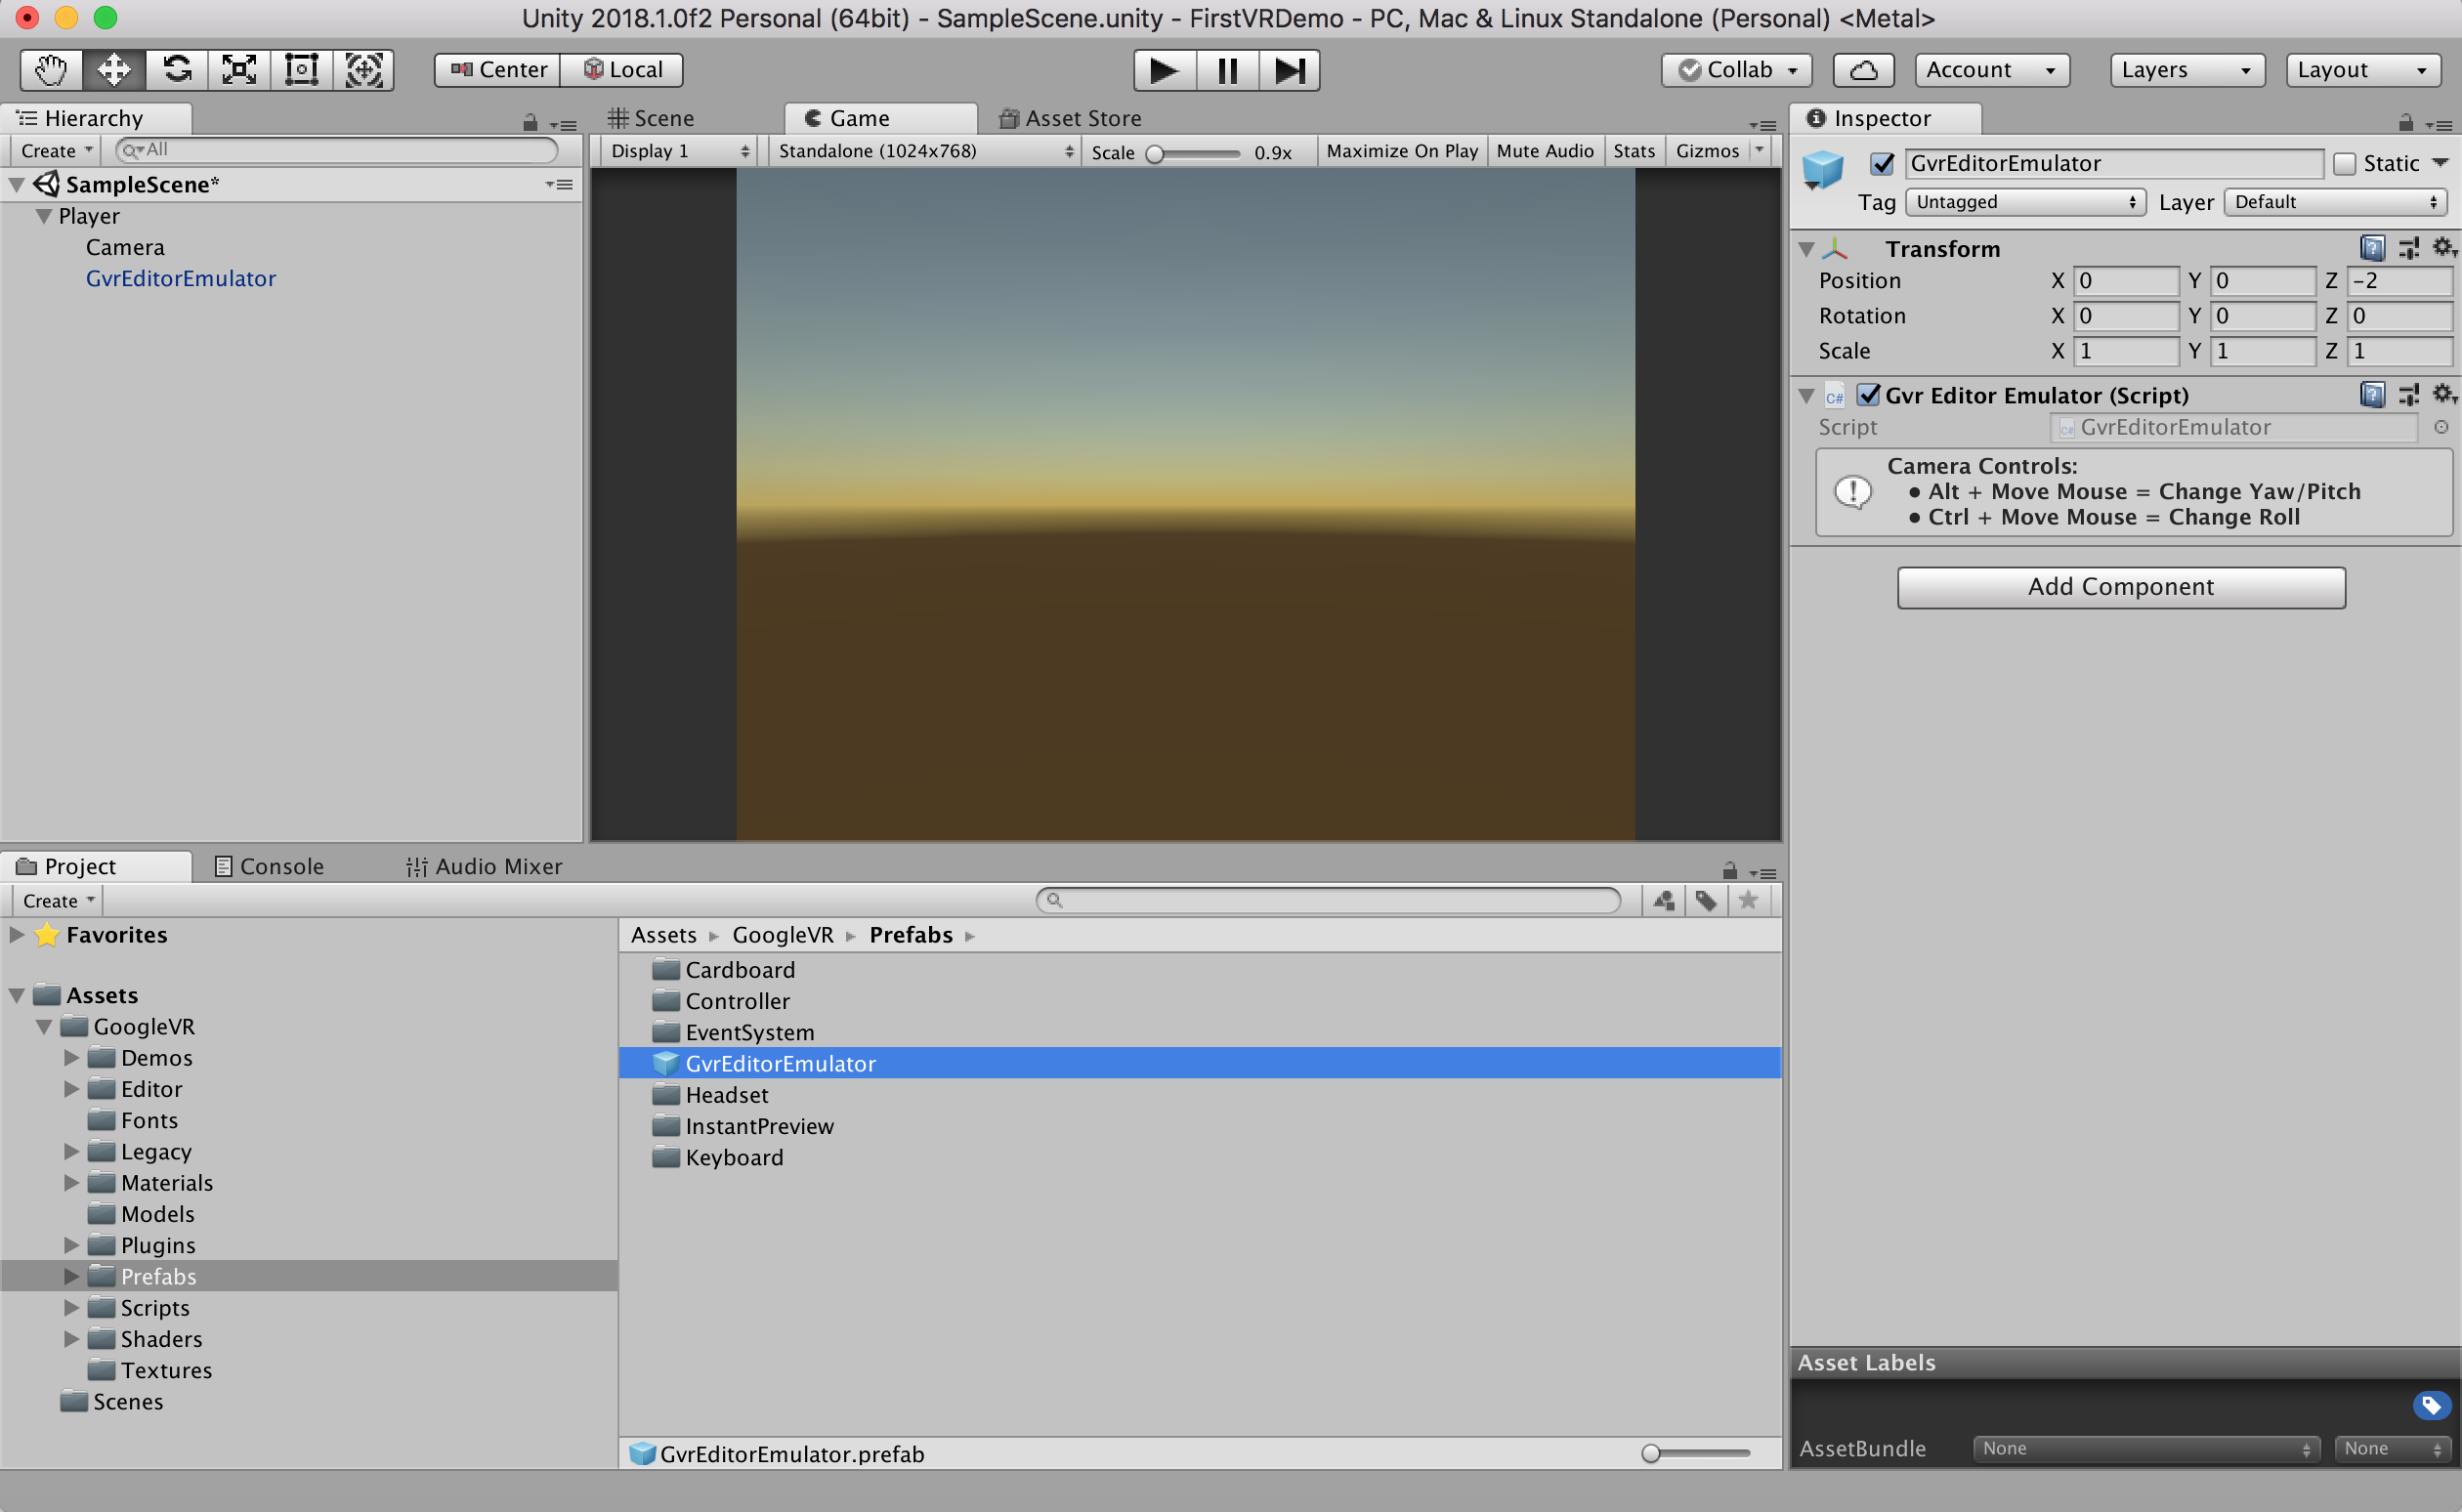 Unity 2018.1.0f2 Personal (64bit) - SampleScene.unity - FirstVRDemo - PC, Mac & Linux Standalone (Personal) <Metal>
Center Local Collab Account Layers Layout
Hierarchy
Create All
SampleScene*
Player
Camera
GvrEditorEmulator
Scene Game Asset Store
Display 1 Standalone (1024x768) Scale 0.9x Maximize On Play Mute Audio Stats Gizmos
Inspector
GvrEditorEmulator Static
Tag Untagged Layer Default
Transform
Position X 0 Y 0 Z -2
Rotation X 0 Y 0 Z 0
Scale X 1 Y 1 Z 1
C# Gvr Editor Emulator (Script)
Script C# GvrEditorEmulator
Camera Controls:
• Alt + Move Mouse = Change Yaw/Pitch
• Ctrl + Move Mouse = Change Roll
Add Component
Project Console Audio Mixer
Create
Favorites
Assets
GoogleVR
Demos
Editor
Fonts
Legacy
Materials
Models
Plugins
Prefabs
Scripts
Shaders
Textures
Scenes
Assets GoogleVR Prefabs
Cardboard
Controller
EventSystem
GvrEditorEmulator
Headset
InstantPreview
Keyboard
GvrEditorEmulator.prefab
Asset Labels
AssetBundle None None